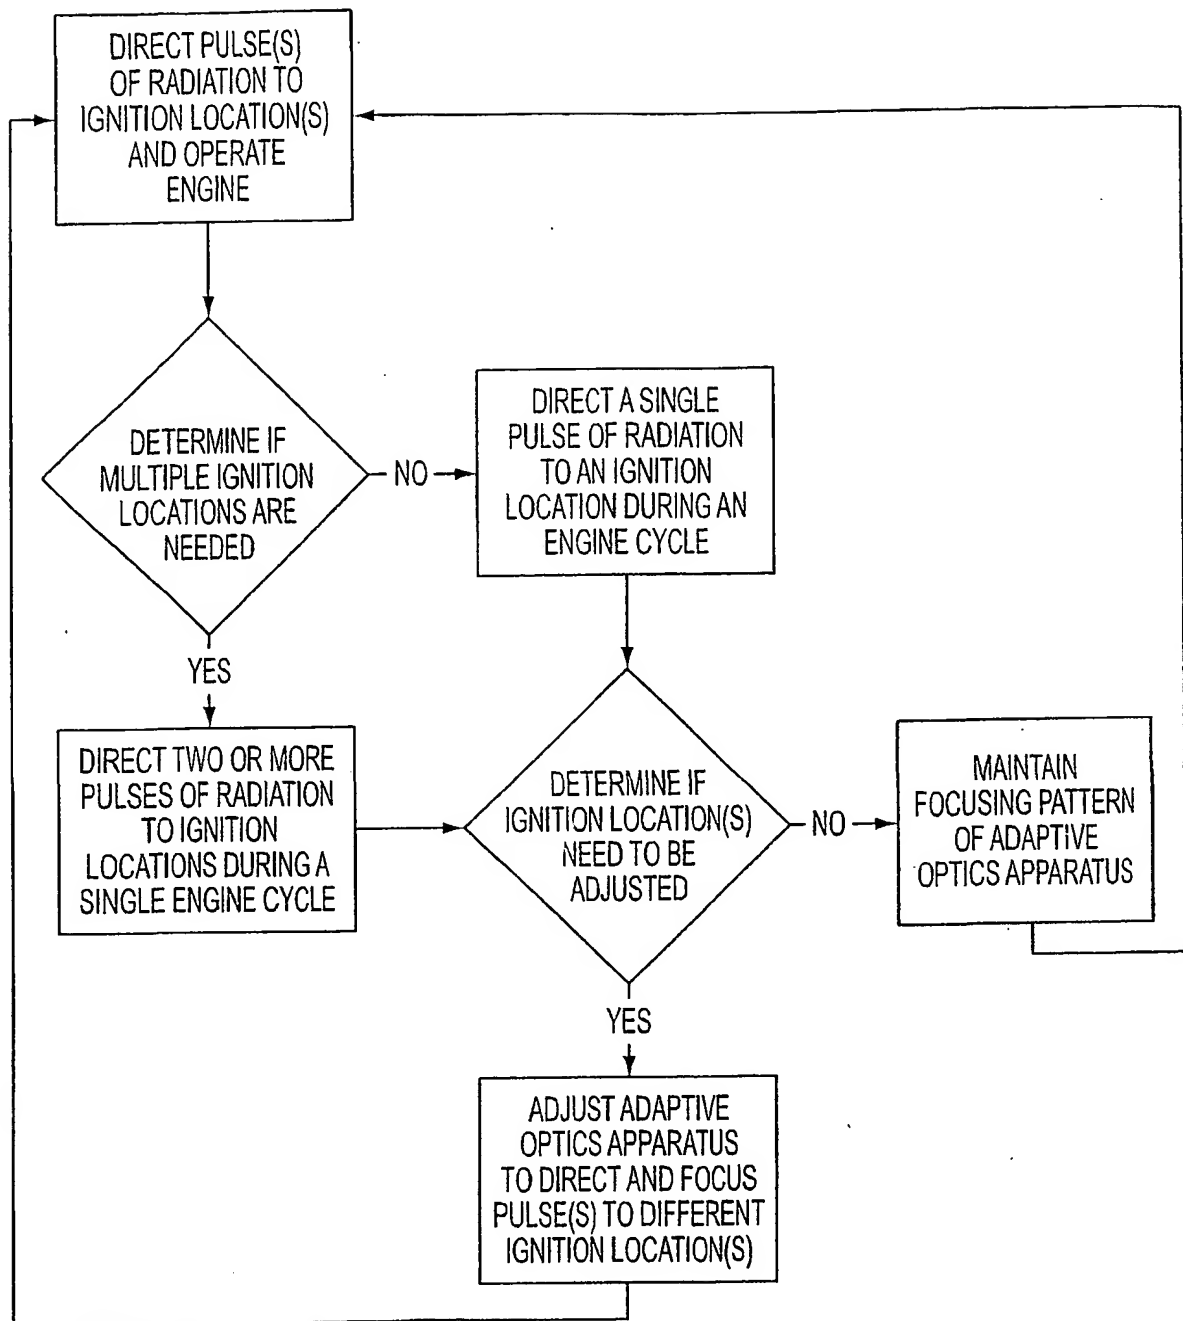 DIRECT PULSE(S)
OF RADIATION TO
IGNITION LOCATION(S)
AND OPERATE
ENGINE
DETERMINE IF
MULTIPLE IGNITION
LOCATIONS ARE
NEEDED
NO
DIRECT A SINGLE
PULSE OF RADIATION
TO AN IGNITION
LOCATION DURING AN
ENGINE CYCLE
YES
DIRECT TWO OR MORE
PULSES OF RADIATION
TO IGNITION
LOCATIONS DURING A
SINGLE ENGINE CYCLE
DETERMINE IF
IGNITION LOCATION(S)
NEED TO BE
ADJUSTED
NO
MAINTAIN
FOCUSING PATTERN
OF ADAPTIVE
OPTICS APPARATUS
YES
ADJUST ADAPTIVE
OPTICS APPARATUS
TO DIRECT AND FOCUS
PULSE(S) TO DIFFERENT
IGNITION LOCATION(S)